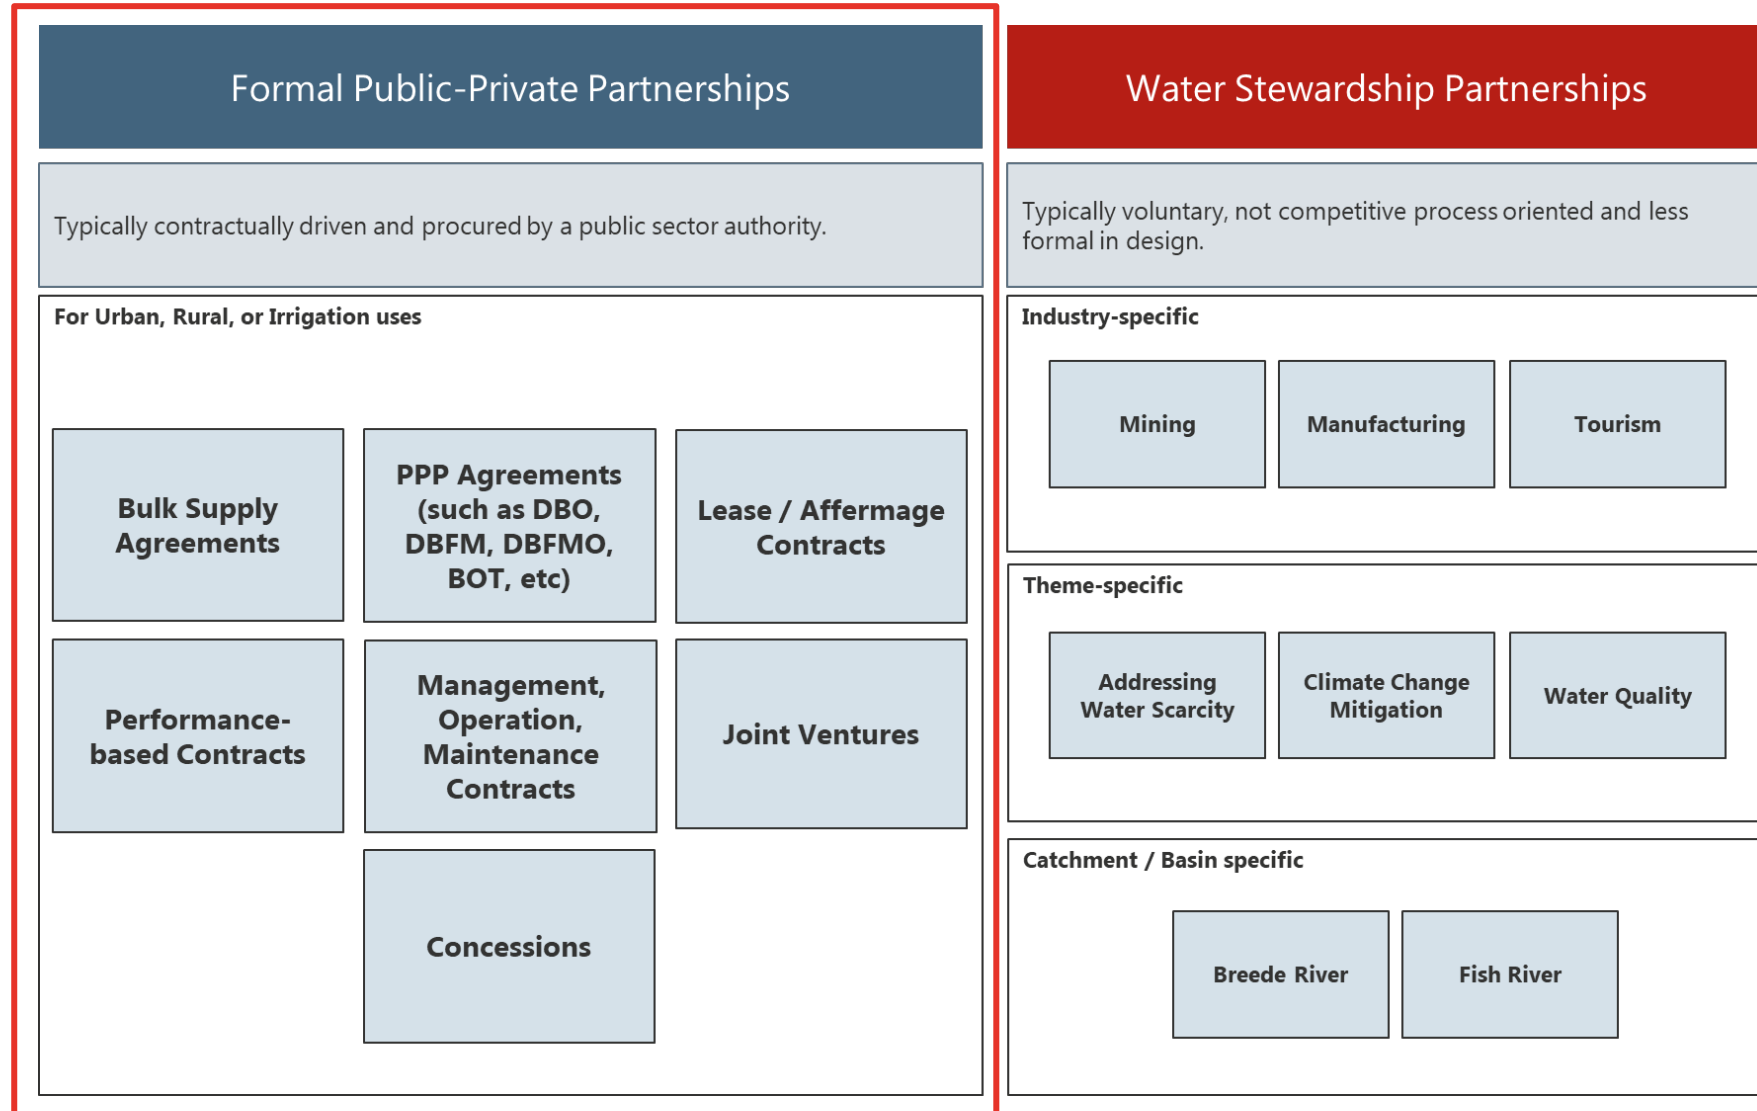 Formal Public-Private Partnerships
Typically contractually driven and procured by a public sector authority.
For Urban, Rural, or Irrigation uses
Bulk Supply
Agreements
PPP Agreements
(such as DBO,
DBFM, DBFMO,
BOT, etc)
Lease / Affermage
Contracts
Performance-
based Contracts
Management,
Operation,
Maintenance
Contracts
Joint Ventures
Concessions
Water Stewardship Partnerships
Typically voluntary, not competitive process oriented and less
formal in design.
Industry-specific
Mining
Manufacturing
Tourism
Theme-specific
Addressing
Water Scarcity
Climate Change
Mitigation
Water Quality
Catchment / Basin specific
Breede River
Fish River